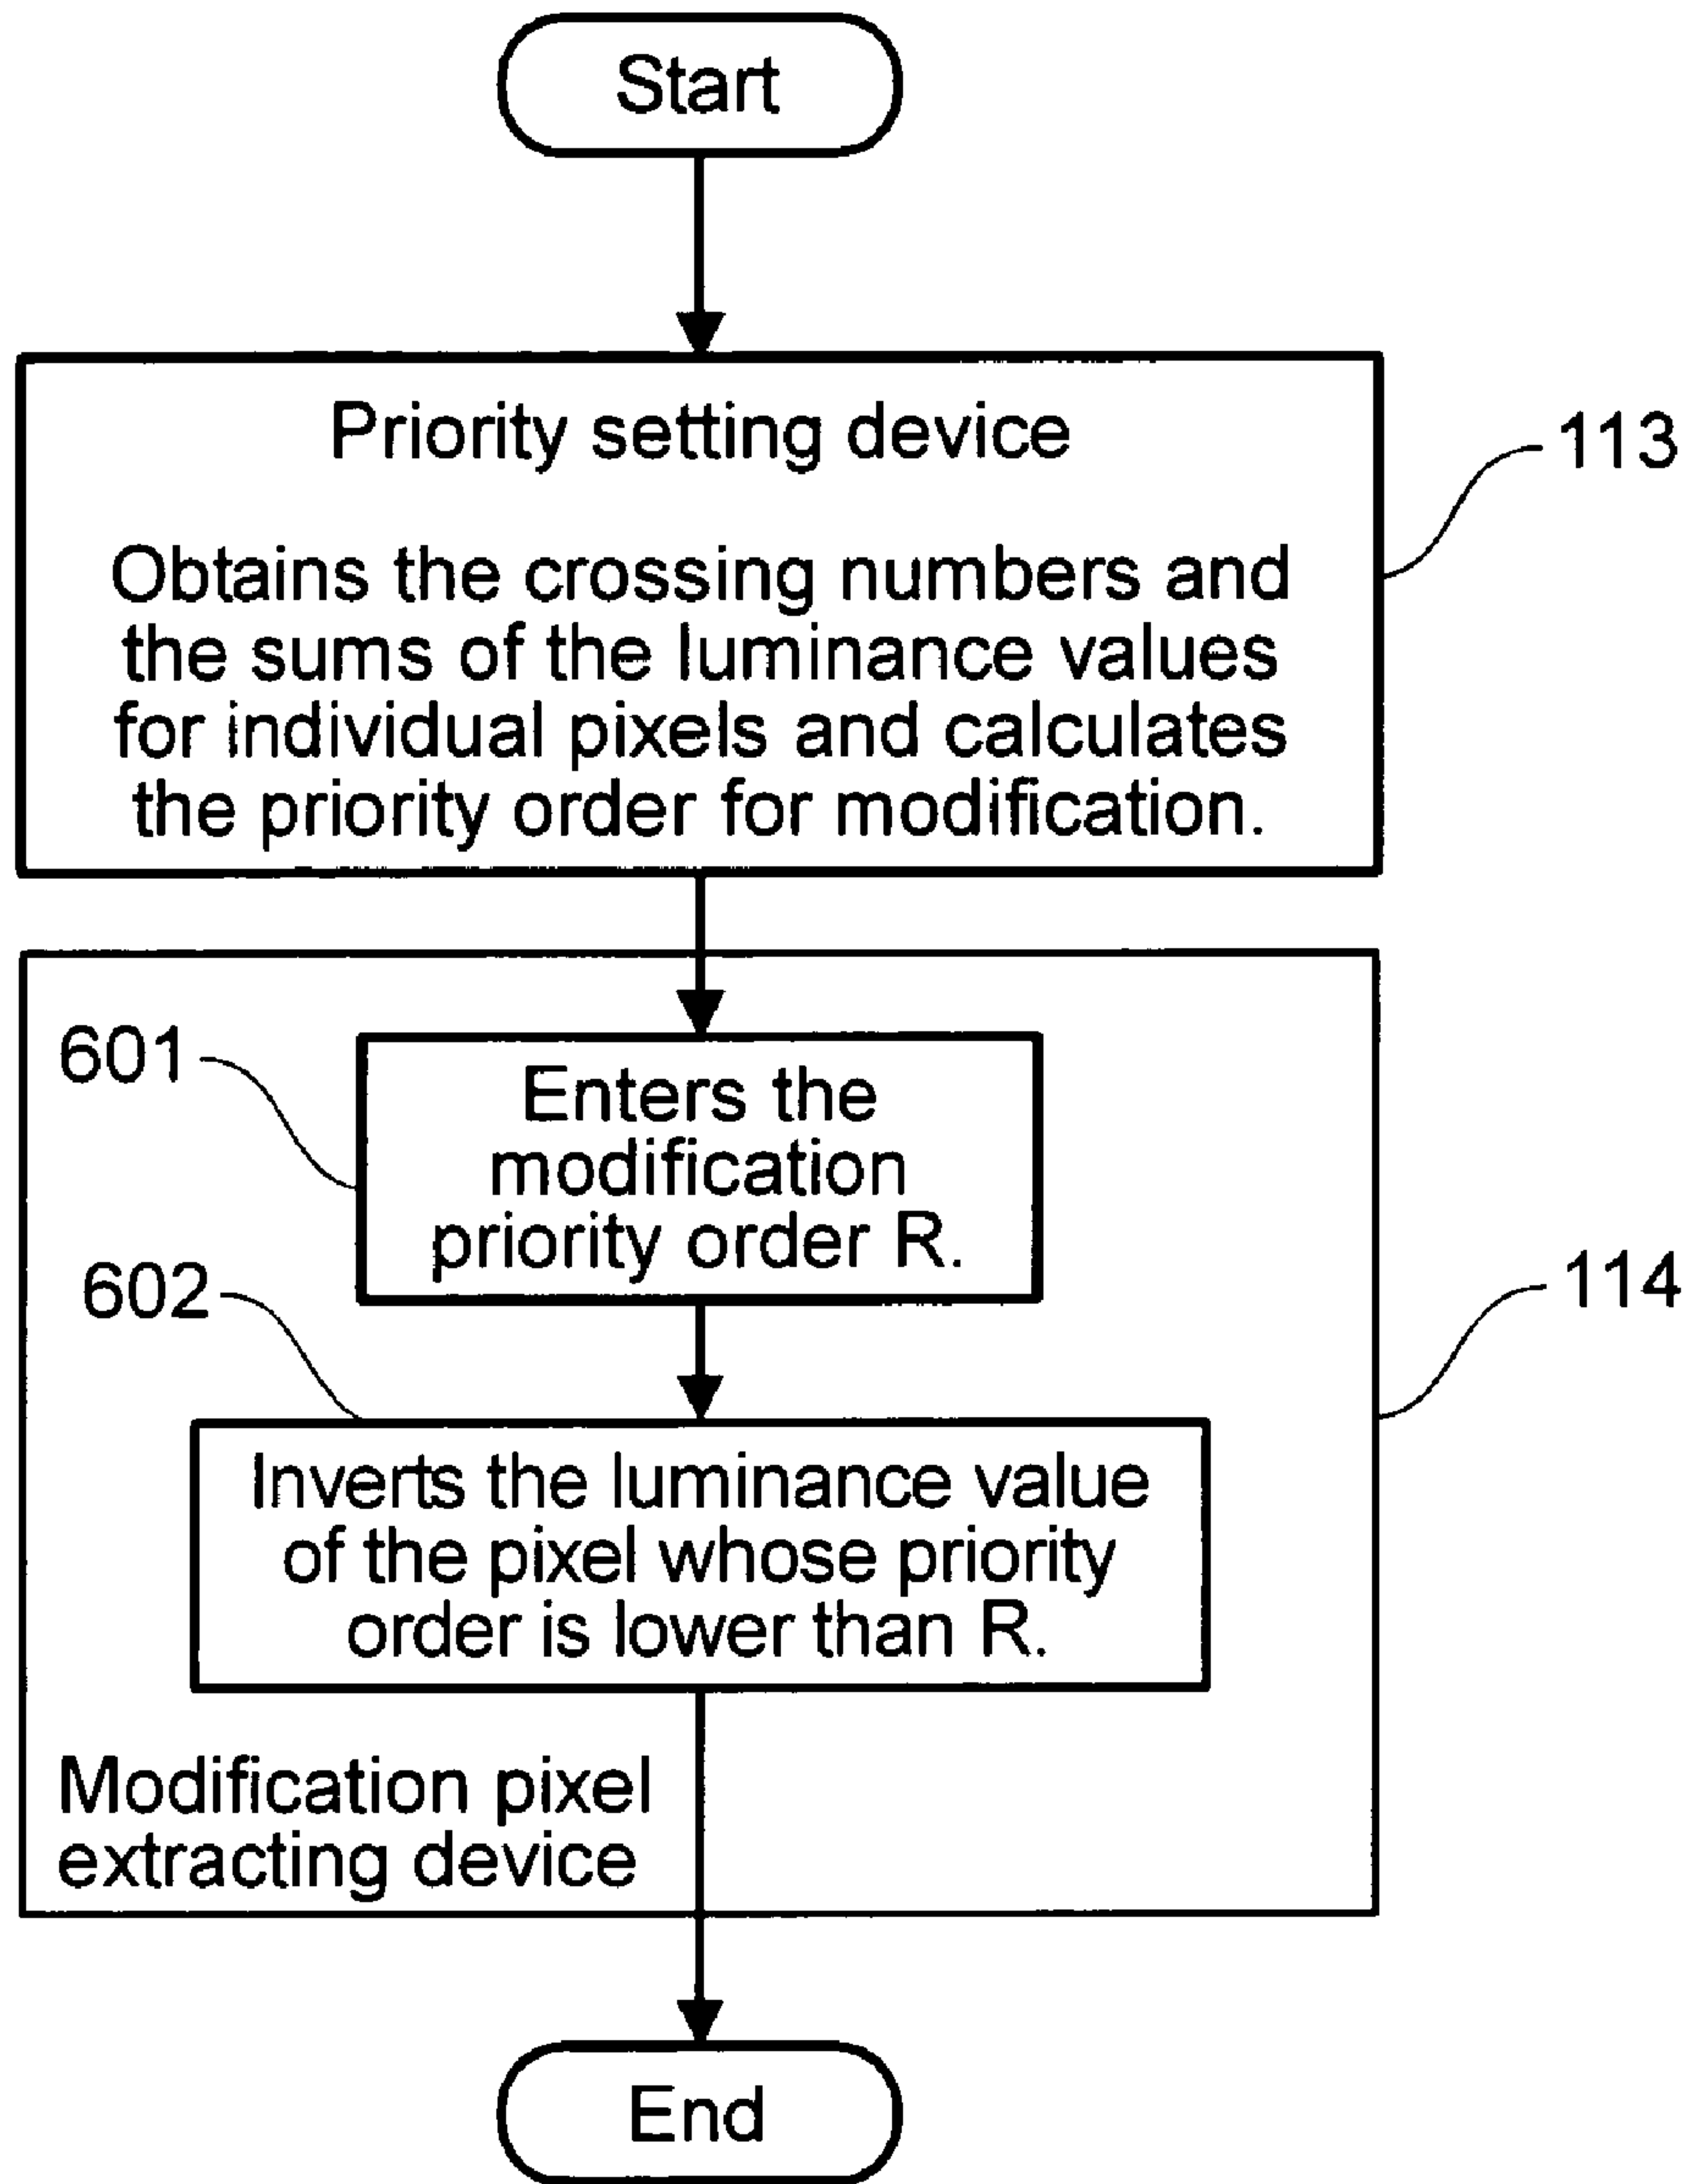 Start
Priority setting device
113
Obtains the crossing numbers and
the sums of the luminance values
for individual pixels and calculates
the priority order for modification.
601
Enters the
modification
priority order R.
602
114
Inverts the luminance value
of the pixel whose priority
order is lower than R.
Modification pixel
extracting device
End